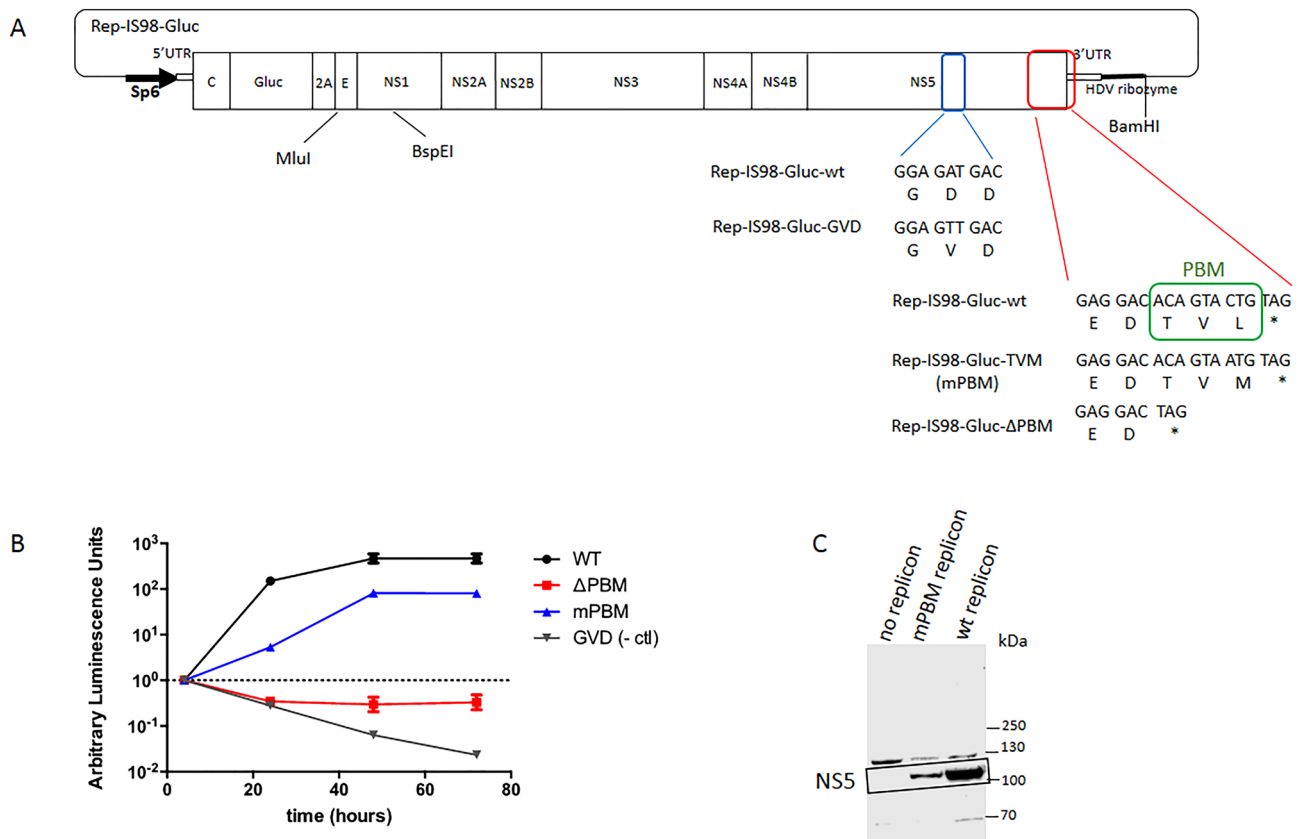 A
Rep-IS98-Gluc
5'UTR
3'UTR
C Gluc 2A E NS1 NS2A NS2B NS3 NS4A NS4B NS5
Sp6
HDV ribozyme
MluI
BspEI
BamHI
Rep-IS98-Gluc-wt GGA GAT GAC
G D D
Rep-IS98-Gluc-GVD GGA GTT GAC
G V D
PBM
Rep-IS98-Gluc-wt GAG GAC ACA GTA CTG TAG
E D T V L *
Rep-IS98-Gluc-TVM GAG GAC ACA GTA ATG TAG
(mPBM) E D T V M *
Rep-IS98-Gluc-ΔPBM GAG GAC TAG
E D *
B
Arbitrary Luminescence Units
10³
10²
10¹
10⁰
10⁻¹
10⁻²
0 20 40 60 80
time (hours)
WT
ΔPBM
mPBM
GVD (- ctl)
C
no replicon
mPBM replicon
wt replicon
kDa
250
130
100
70
NS5